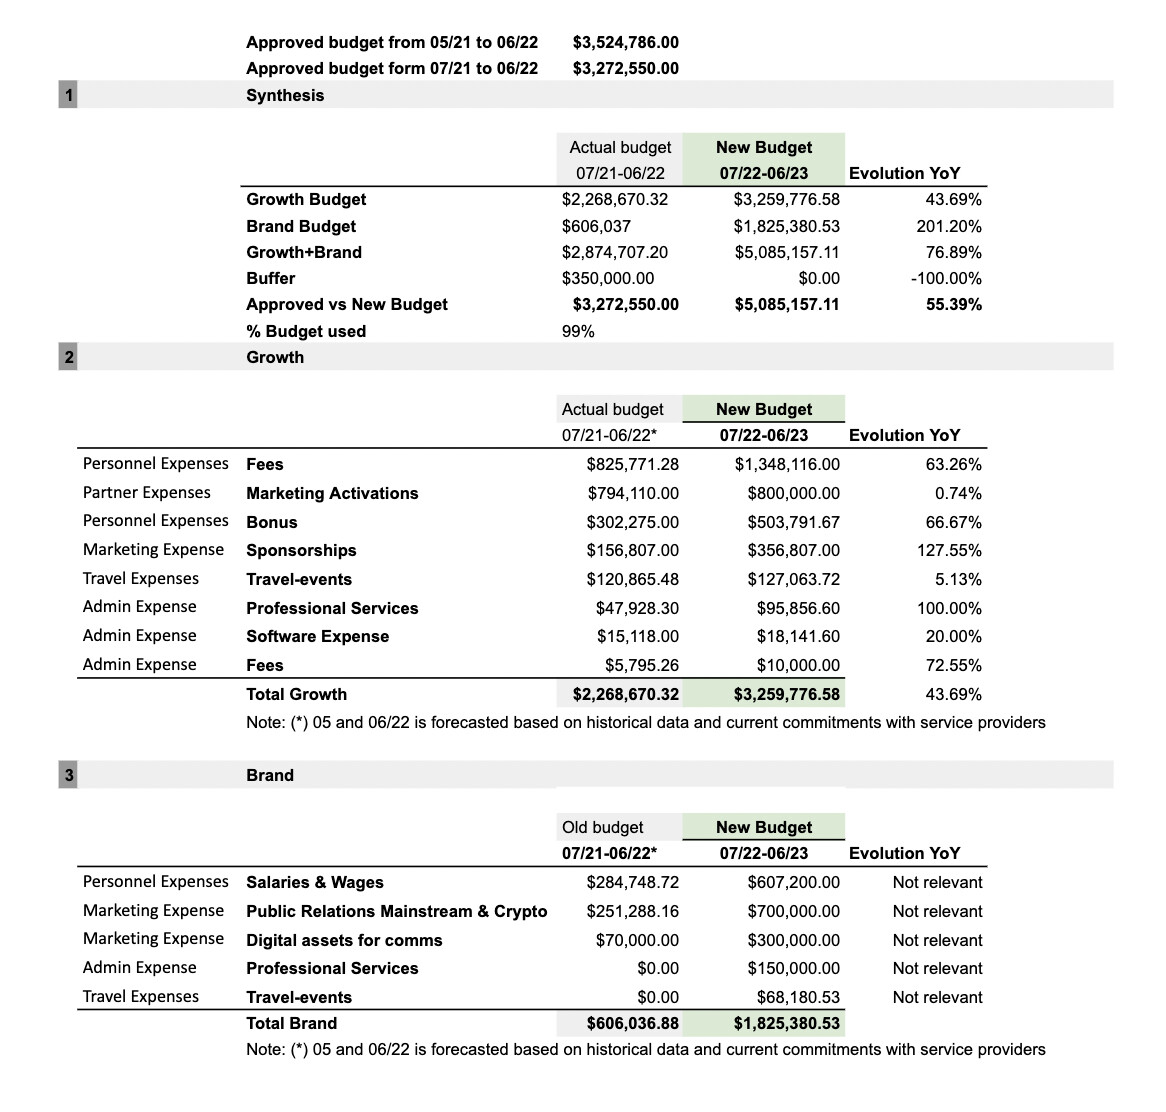 Approved budget from 05/21 to 06/22 $3,524,786.00
Approved budget form 07/21 to 06/22 $3,272,550.00
1 Synthesis
Actual budget New Budget
07/21-06/22 07/22-06/23 Evolution YoY
Growth Budget $2,268,670.32 $3,259,776.58 43.69%
Brand Budget $606,037 $1,825,380.53 201.20%
Growth+Brand $2,874,707.20 $5,085,157.11 76.89%
Buffer $350,000.00 $0.00 -100.00%
Approved vs New Budget $3,272,550.00 $5,085,157.11 55.39%
% Budget used 99%
2 Growth
Actual budget New Budget
07/21-06/22* 07/22-06/23 Evolution YoY
Personnel Expenses Fees $825,771.28 $1,348,116.00 63.26%
Partner Expenses Marketing Activations $794,110.00 $800,000.00 0.74%
Personnel Expenses Bonus $302,275.00 $503,791.67 66.67%
Marketing Expense Sponsorships $156,807.00 $356,807.00 127.55%
Travel Expenses Travel-events $120,865.48 $127,063.72 5.13%
Admin Expense Professional Services $47,928.30 $95,856.60 100.00%
Admin Expense Software Expense $15,118.00 $18,141.60 20.00%
Admin Expense Fees $5,795.26 $10,000.00 72.55%
Total Growth $2,268,670.32 $3,259,776.58 43.69%
Note: (*) 05 and 06/22 is forecasted based on historical data and current commitments with service providers
3 Brand
Old budget New Budget
07/21-06/22* 07/22-06/23 Evolution YoY
Personnel Expenses Salaries & Wages $284,748.72 $607,200.00 Not relevant
Marketing Expense Public Relations Mainstream & Crypto $251,288.16 $700,000.00 Not relevant
Marketing Expense Digital assets for comms $70,000.00 $300,000.00 Not relevant
Admin Expense Professional Services $0.00 $150,000.00 Not relevant
Travel Expenses Travel-events $0.00 $68,180.53 Not relevant
Total Brand $606,036.88 $1,825,380.53
Note: (*) 05 and 06/22 is forecasted based on historical data and current commitments with service providers